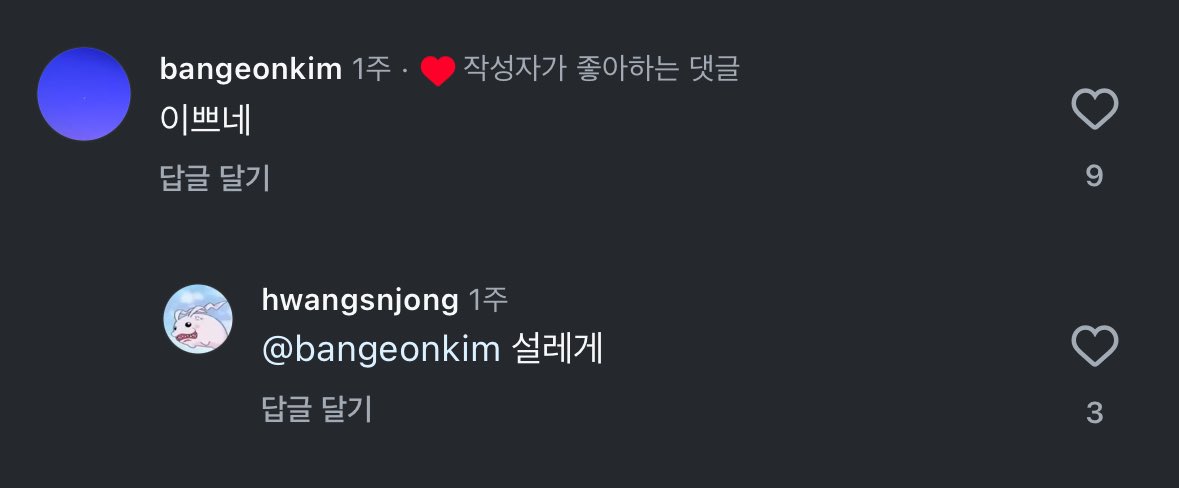 bangeonkim 1주 · ❤️ 작성자가 좋아하는 댓글
이쁘네
답글 달기
9
hwangsnjong 1주
@bangeonkim 설레게
답글 달기
3